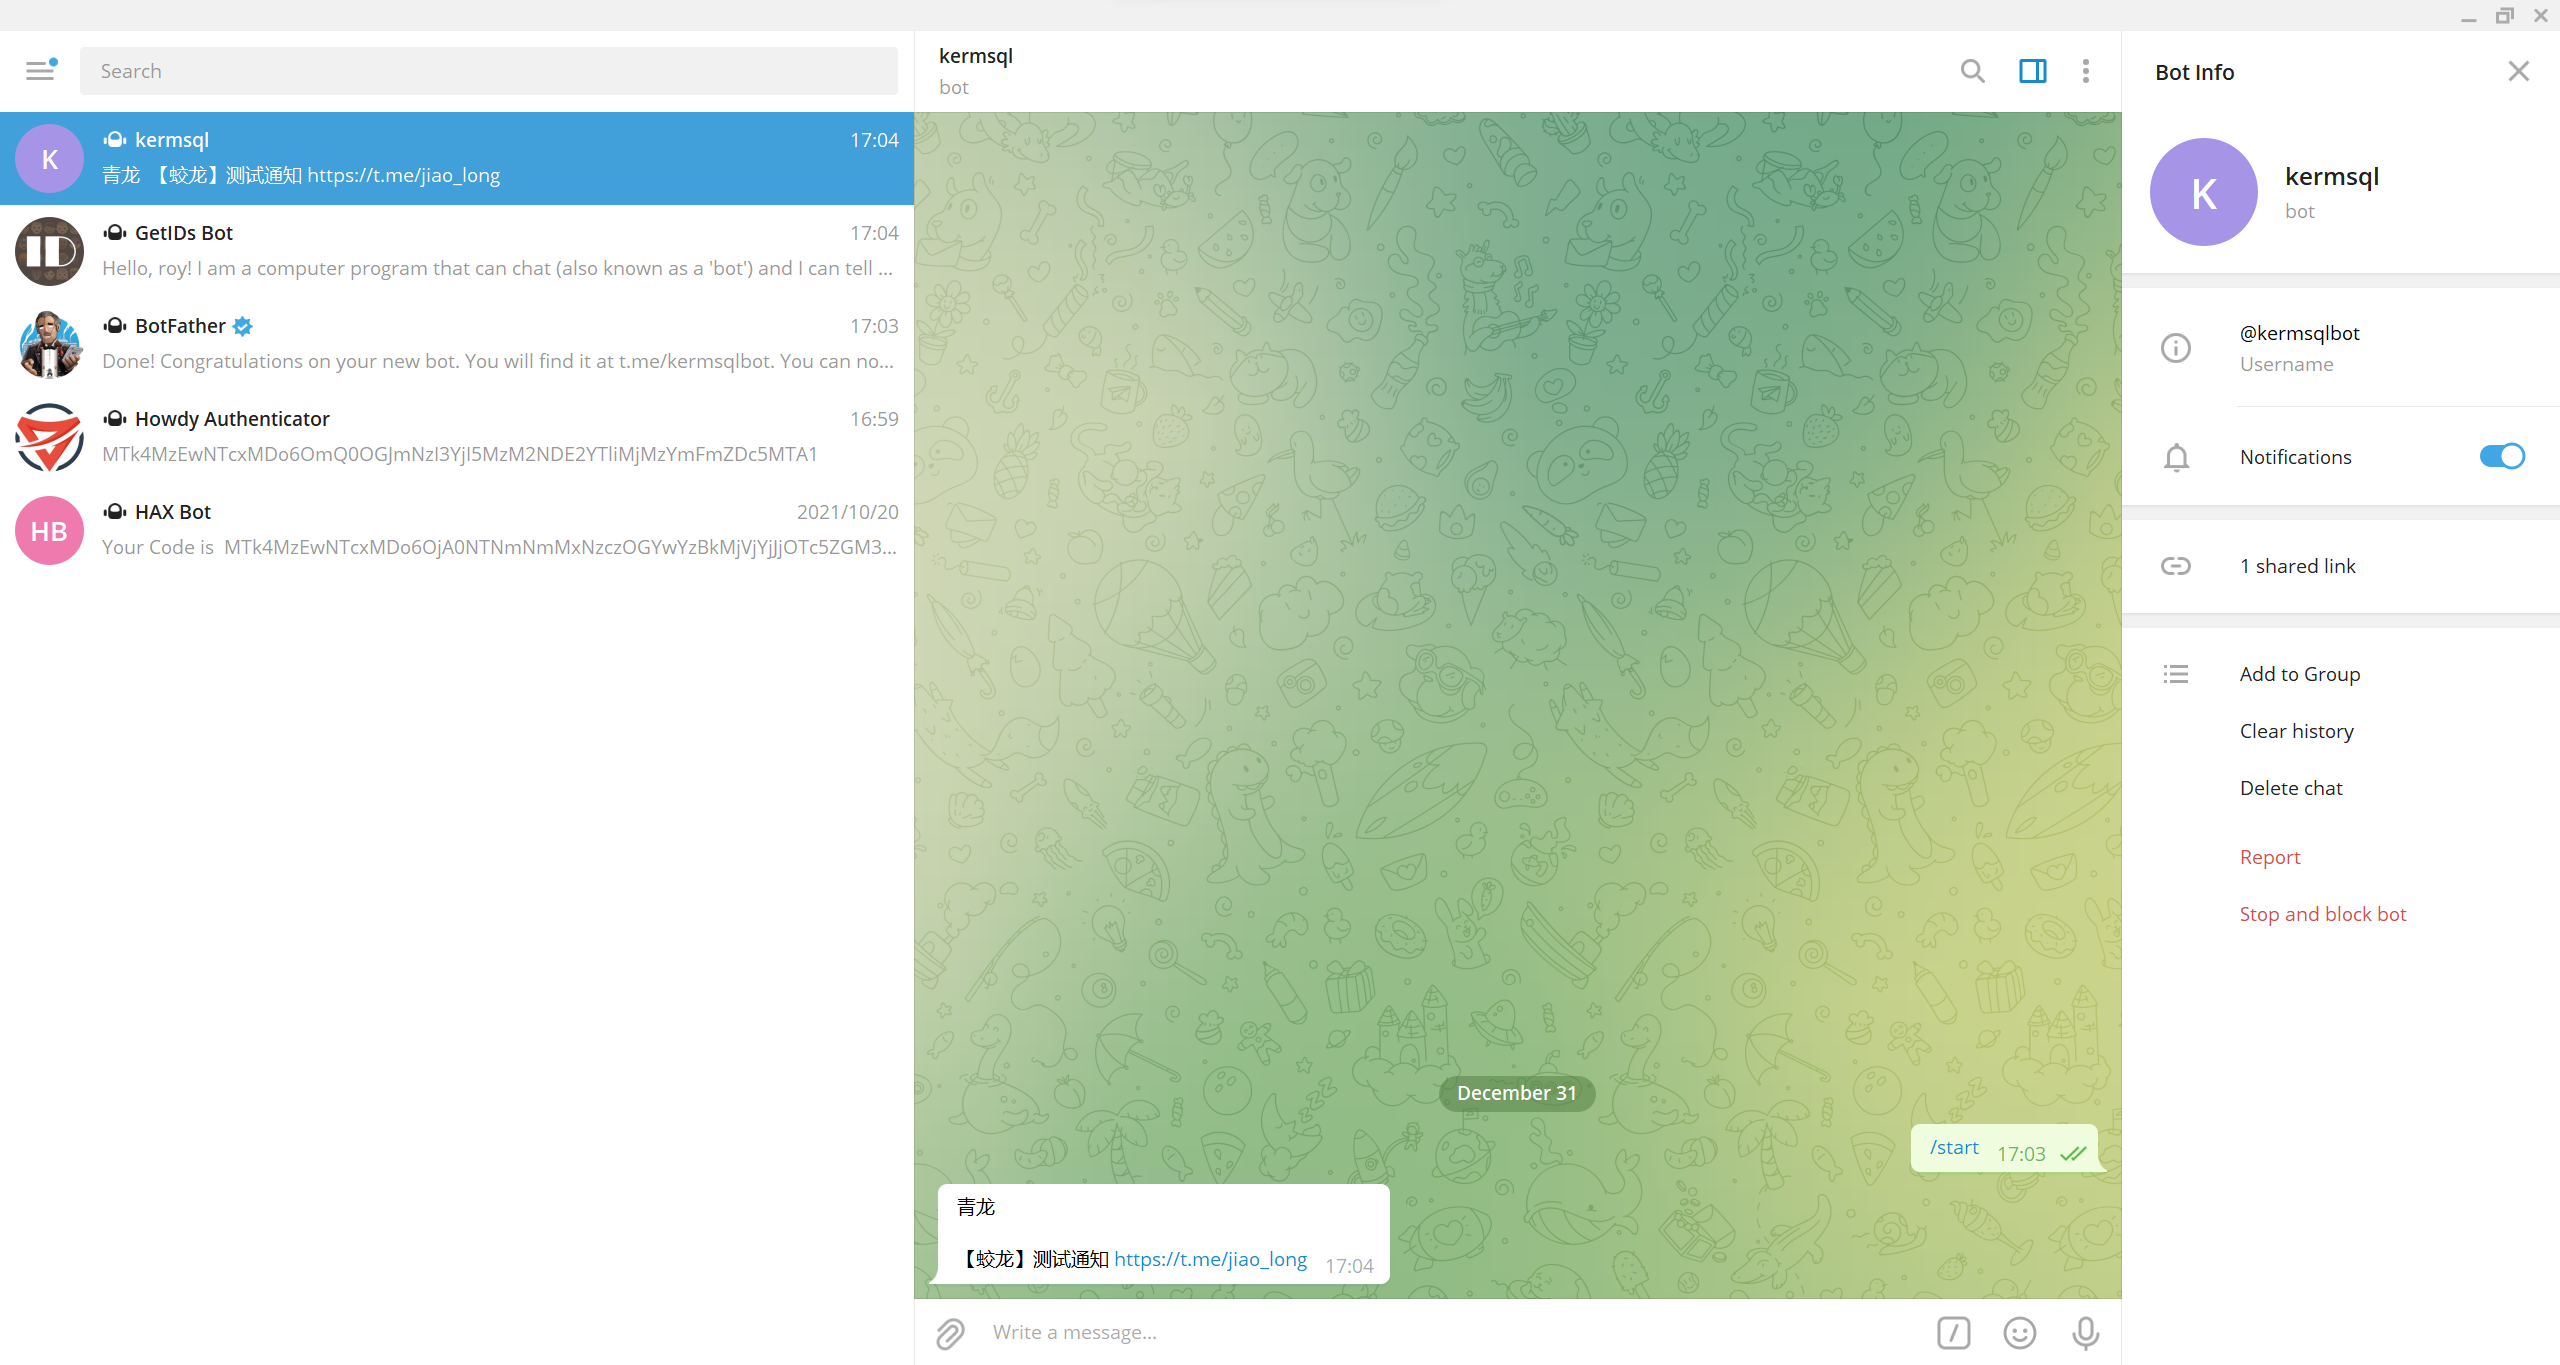 Search
K
kermsql
17:04
青龙 【蛟龙】测试通知 https://t.me/jiao_long
ID
GetIDs Bot
17:04
Hello, roy! I am a computer program that can chat (also known as a 'bot') and I can tell ...
BotFather
17:03
Done! Congratulations on your new bot. You will find it at t.me/kermsqlbot. You can no...
Howdy Authenticator
16:59
MTk4MzEwNTcxMDo6OmQ0OGJmNzI3YjI5MzM2NDE2YTliMjMzYmFmZDc5MTA1
HB
HAX Bot
2021/10/20
Your Code is MTk4MzEwNTcxMDo6OjA0NTNmNmMxNzczOGYwYzBkMjVjYjJjOTc5ZGM3...
kermsql
bot
December 31
/start 17:03
青龙
【蛟龙】测试通知 https://t.me/jiao_long 17:04
Write a message...
Bot Info
K
kermsql
bot
@kermsqlbot
Username
Notifications
1 shared link
Add to Group
Clear history
Delete chat
Report
Stop and block bot